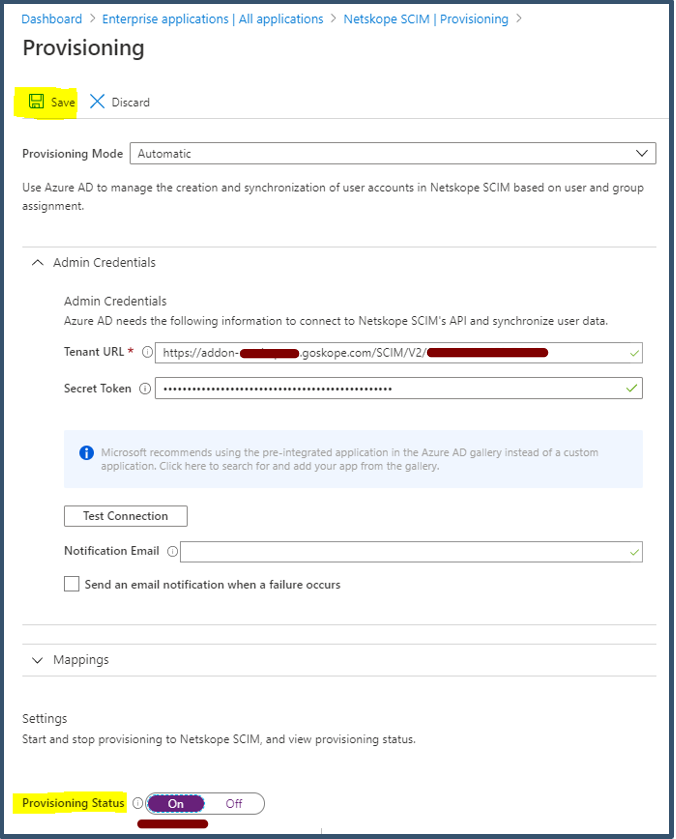 Dashboard > Enterprise applications | All applications > Netskope SCIM | Provisioning >
Provisioning
Save Discard
Provisioning Mode Automatic
Use Azure AD to manage the creation and synchronization of user accounts in Netskope SCIM based on user and group
assignment.
Admin Credentials
Admin Credentials
Azure AD needs the following information to connect to Netskope SCIM's API and synchronize user data.
Tenant URL * https://addon- .goskope.com/SCIM/V2/
Secret Token ••••••••••••••••••••••••••••••••••••••••••••••••
Microsoft recommends using the pre-integrated application in the Azure AD gallery instead of a custom
application. Click here to search for and add your app from the gallery.
Test Connection
Notification Email
Send an email notification when a failure occurs
Mappings
Settings
Start and stop provisioning to Netskope SCIM, and view provisioning status.
Provisioning Status On Off